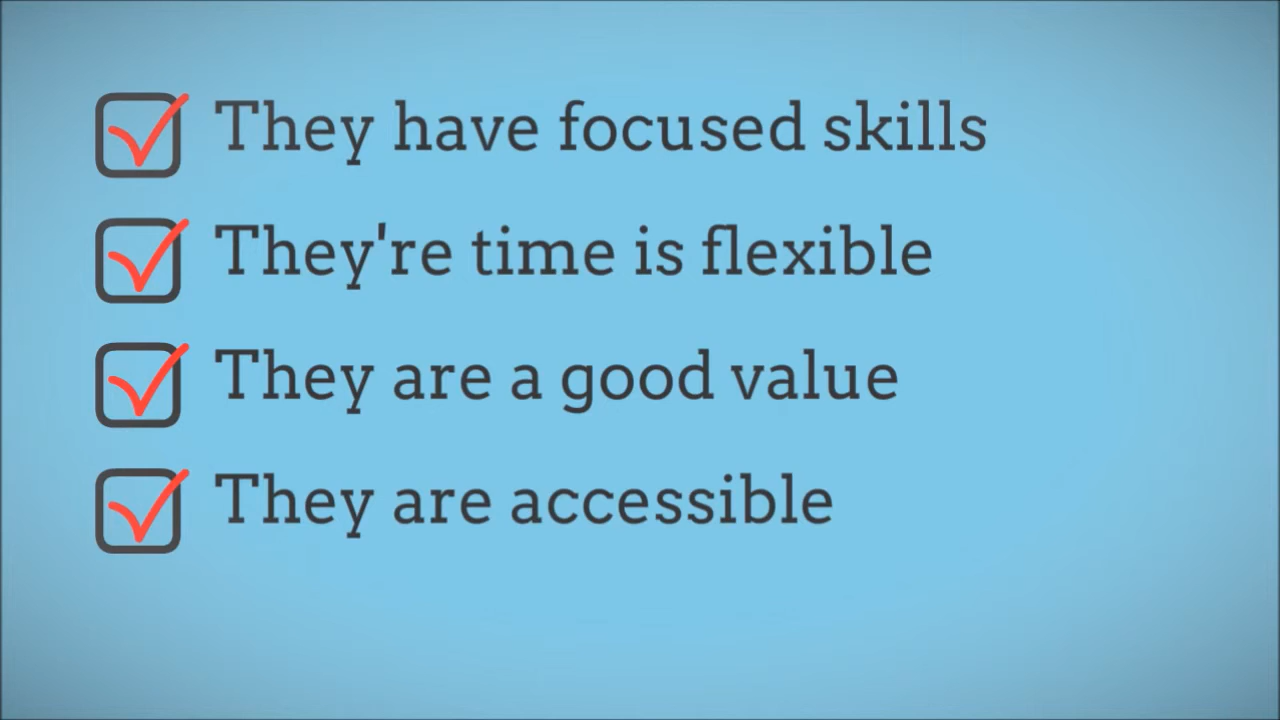 They have focused skills
They're time is flexible
They are a good value
They are accessible